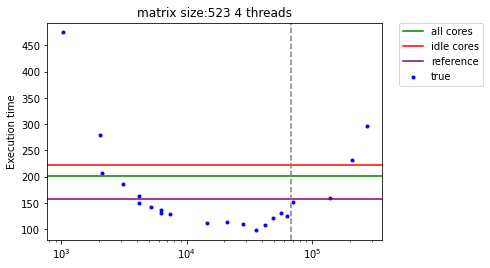 matrix size:523 4 threads
Execution time
450
400
350
300
250
200
150
100
10³
10⁴
10⁵
all cores
idle cores
reference
true